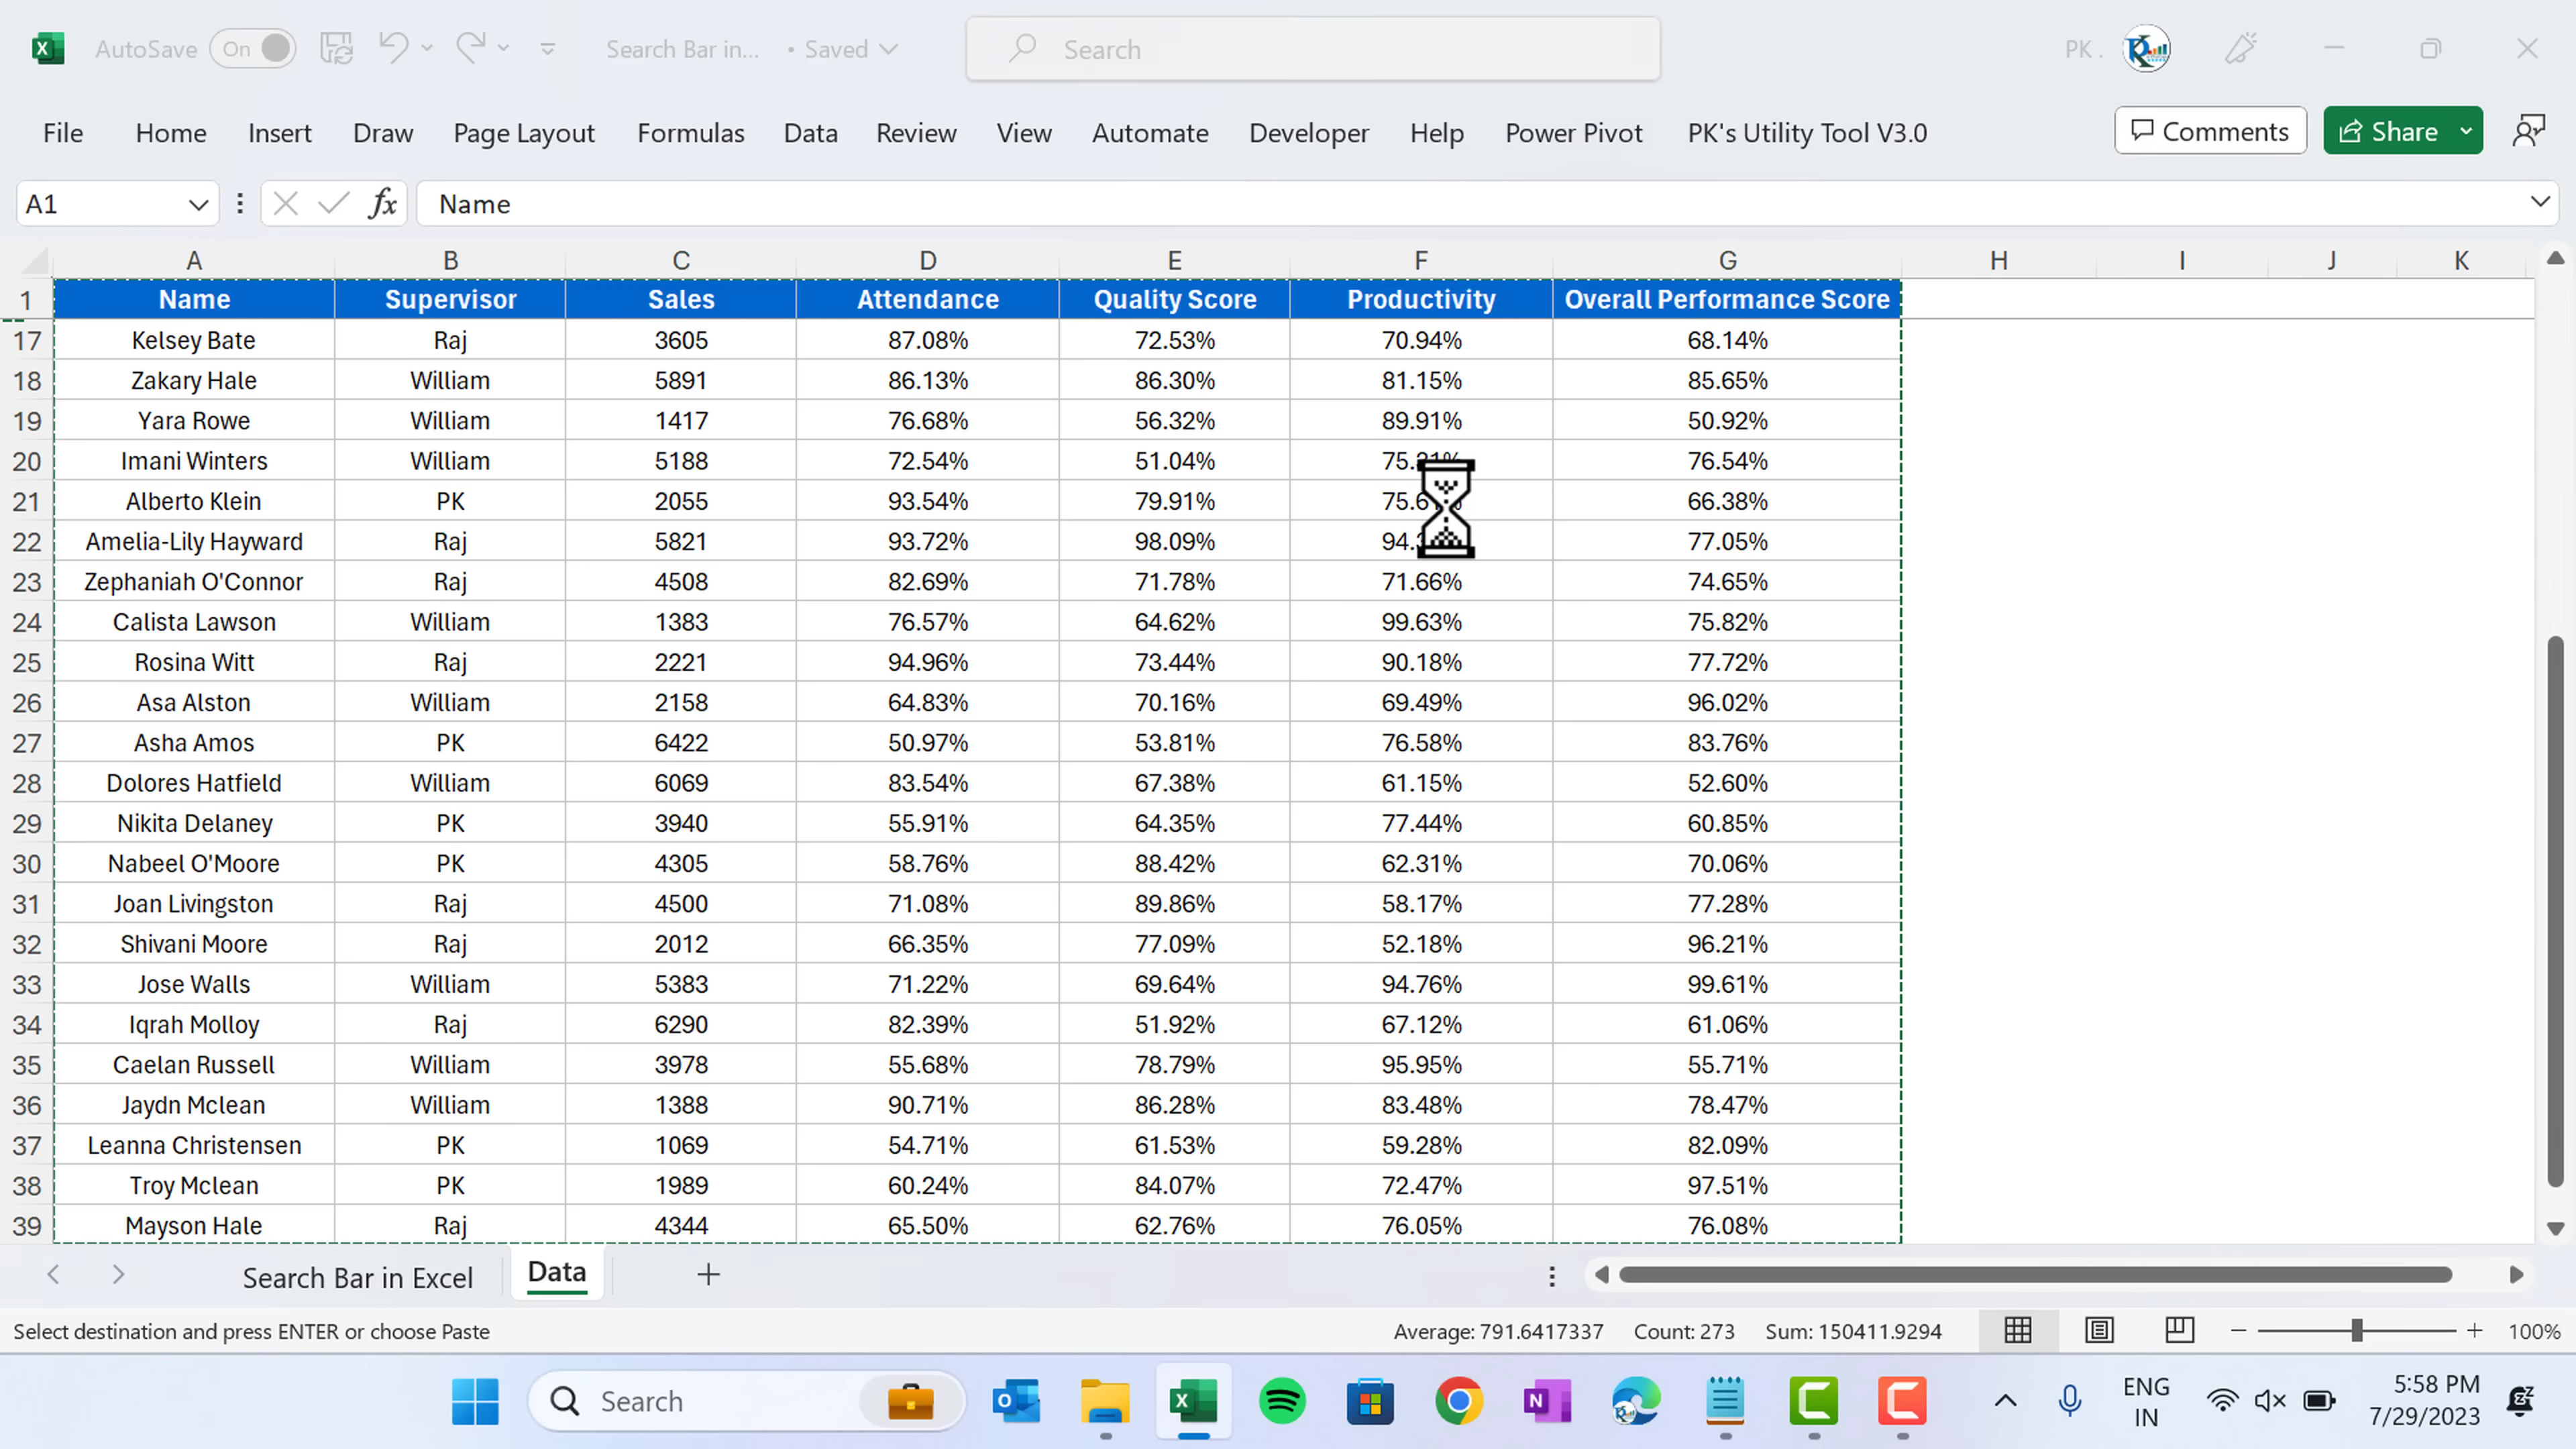 AutoSave On Search Bar in... • Saved Search PK .
File Home Insert Draw Page Layout Formulas Data Review View Automate Developer Help Power Pivot PK's Utility Tool V3.0 Comments Share
A1 fx Name
A B C D E F G H I J K
1 Name Supervisor Sales Attendance Quality Score Productivity Overall Performance Score
17 Kelsey Bate Raj 3605 87.08% 72.53% 70.94% 68.14%
18 Zakary Hale William 5891 86.13% 86.30% 81.15% 85.65%
19 Yara Rowe William 1417 76.68% 56.32% 89.91% 50.92%
20 Imani Winters William 5188 72.54% 51.04% 76.54%
21 Alberto Klein PK 2055 93.54% 79.91% 66.38%
22 Amelia-Lily Hayward Raj 5821 93.72% 98.09% 77.05%
23 Zephaniah O'Connor Raj 4508 82.69% 71.78% 71.66% 74.65%
24 Calista Lawson William 1383 76.57% 64.62% 99.63% 75.82%
25 Rosina Witt Raj 2221 94.96% 73.44% 90.18% 77.72%
26 Asa Alston William 2158 64.83% 70.16% 69.49% 96.02%
27 Asha Amos PK 6422 50.97% 53.81% 76.58% 83.76%
28 Dolores Hatfield William 6069 83.54% 67.38% 61.15% 52.60%
29 Nikita Delaney PK 3940 55.91% 64.35% 77.44% 60.85%
30 Nabeel O'Moore PK 4305 58.76% 88.42% 62.31% 70.06%
31 Joan Livingston Raj 4500 71.08% 89.86% 58.17% 77.28%
32 Shivani Moore Raj 2012 66.35% 77.09% 52.18% 96.21%
33 Jose Walls William 5383 71.22% 69.64% 94.76% 99.61%
34 Iqrah Molloy Raj 6290 82.39% 51.92% 67.12% 61.06%
35 Caelan Russell William 3978 55.68% 78.79% 95.95% 55.71%
36 Jaydn Mclean William 1388 90.71% 86.28% 83.48% 78.47%
37 Leanna Christensen PK 1069 54.71% 61.53% 59.28% 82.09%
38 Troy Mclean PK 1989 60.24% 84.07% 72.47% 97.51%
39 Mayson Hale Raj 4344 65.50% 62.76% 76.05% 76.08%
Search Bar in Excel Data
Select destination and press ENTER or choose Paste Average: 791.6417337 Count: 273 Sum: 150411.9294 100%
Search ENG 5:58 PM
IN 7/29/2023